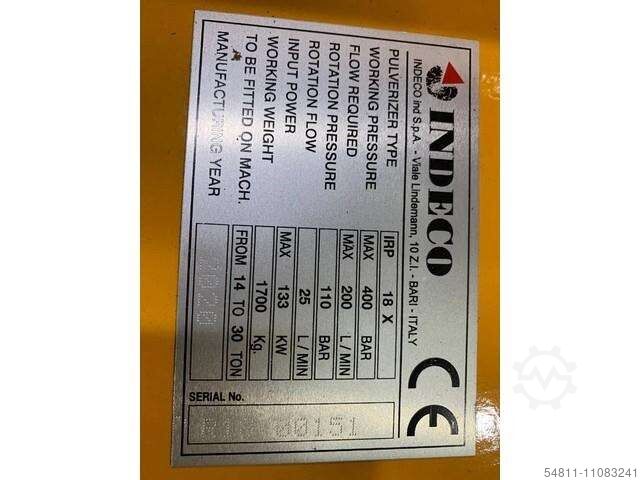 INDECO
INDECO ind S.p.A. - Viale Lindemann, 10 Z.I. - BARI - ITALY
CE
PULVERIZER TYPE IRP 18 X
WORKING PRESSURE MAX 400 BAR
FLOW REQUIRED MAX 200 L / MIN
ROTATION PRESSURE 110 BAR
ROTATION FLOW 25 L / MIN
INPUT POWER MAX 133 KW
WORKING WEIGHT 1700 Kg.
TO BE FITTED ON MACH. FROM 14 TO 30 TON
MANUFACTURING YEAR
SERIAL No.
54811-11083241